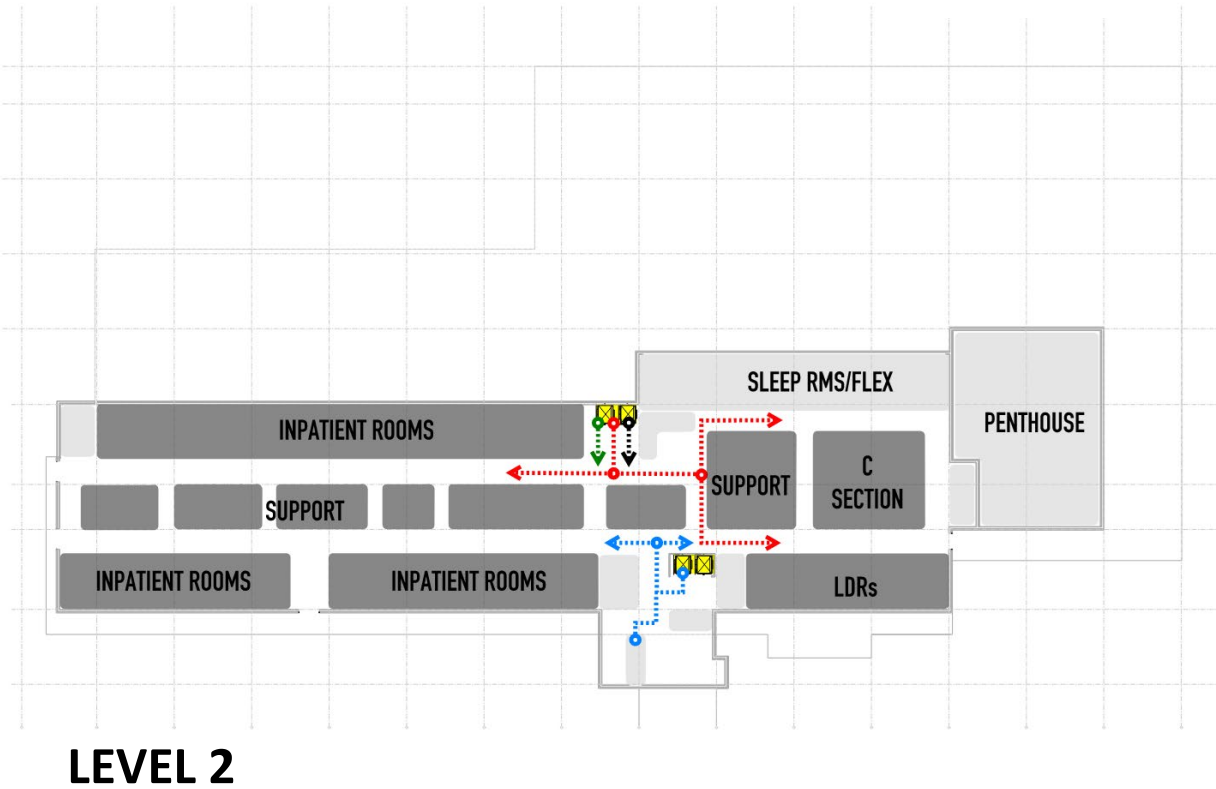 SLEEP RMS/FLEX
PENTHOUSE
INPATIENT ROOMS
C
SECTION
SUPPORT
SUPPORT
INPATIENT ROOMS
INPATIENT ROOMS
LDRs
LEVEL 2